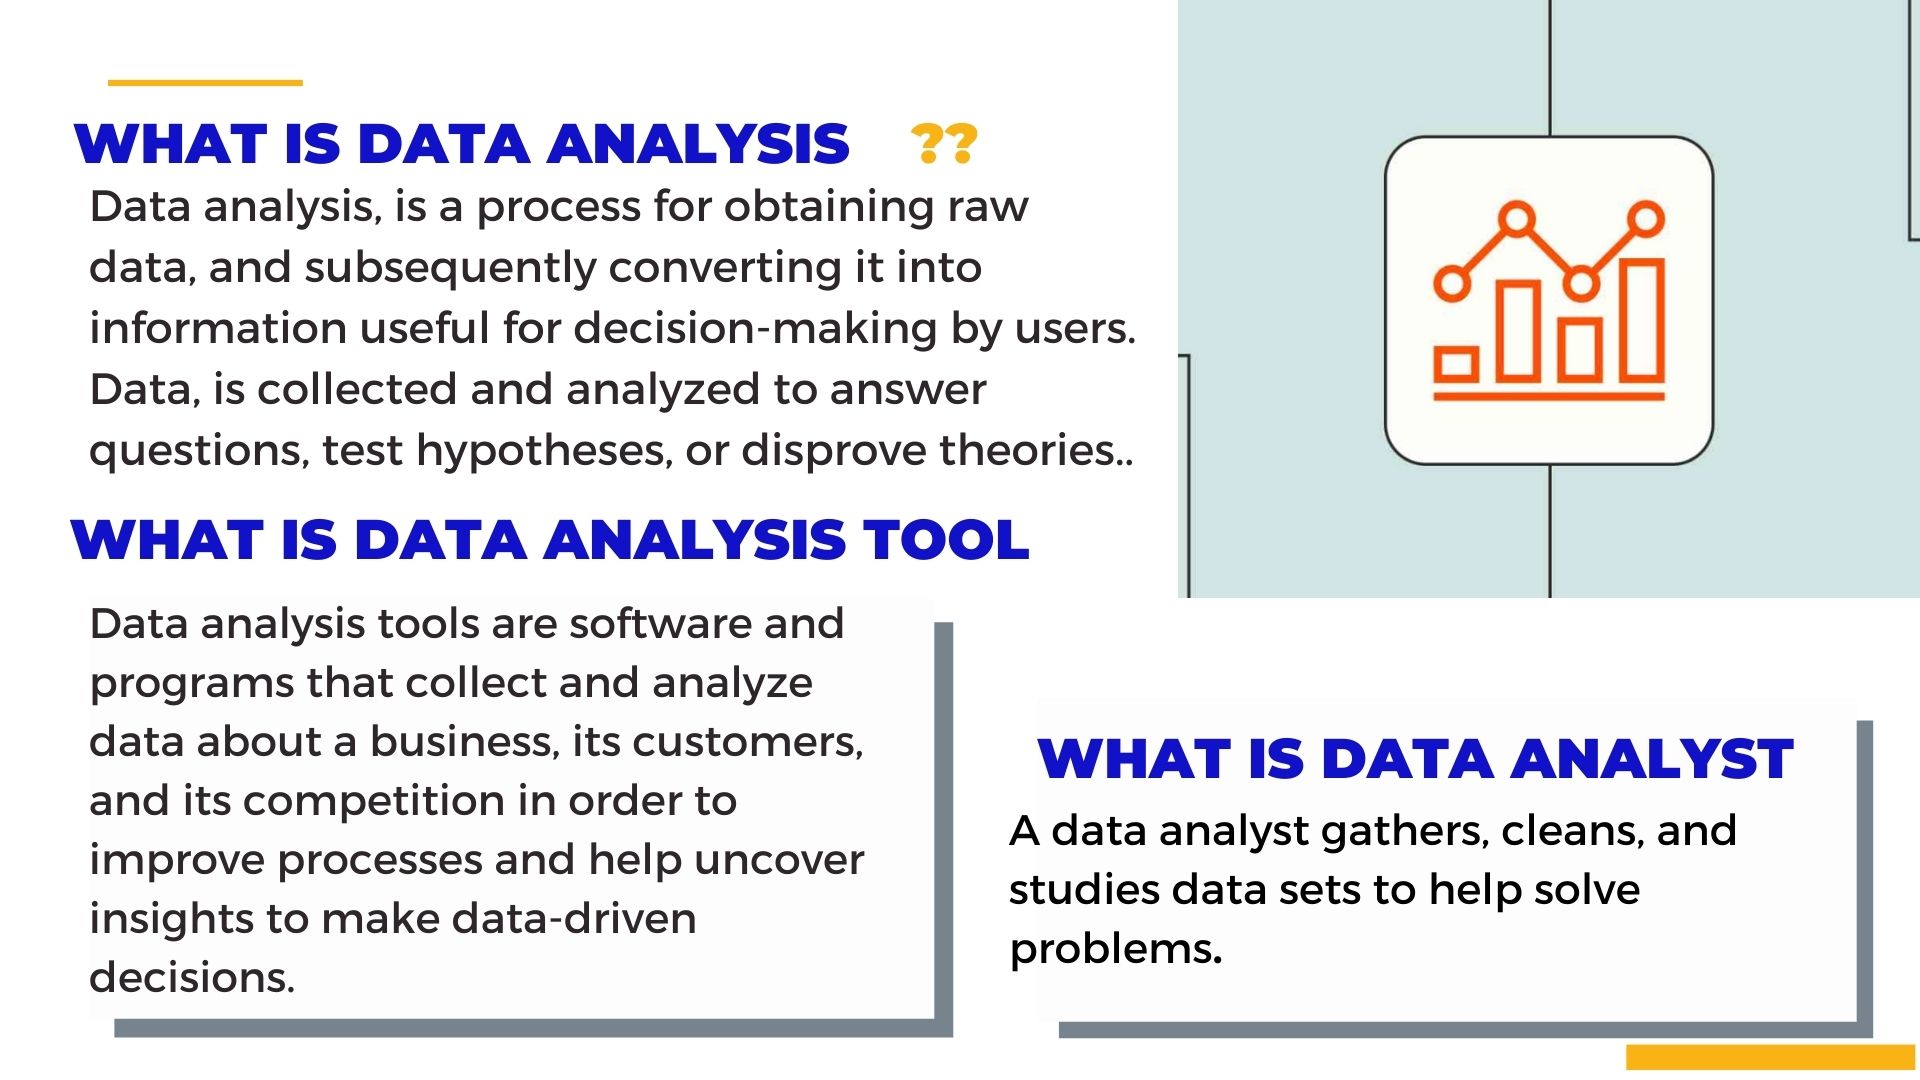 WHAT IS DATA ANALYSIS ??
Data analysis, is a process for obtaining raw
data, and subsequently converting it into
information useful for decision-making by users.
Data, is collected and analyzed to answer
questions, test hypotheses, or disprove theories..
WHAT IS DATA ANALYSIS TOOL
Data analysis tools are software and
programs that collect and analyze
data about a business, its customers,
and its competition in order to
improve processes and help uncover
insights to make data-driven
decisions.
WHAT IS DATA ANALYST
A data analyst gathers, cleans, and
studies data sets to help solve
problems.